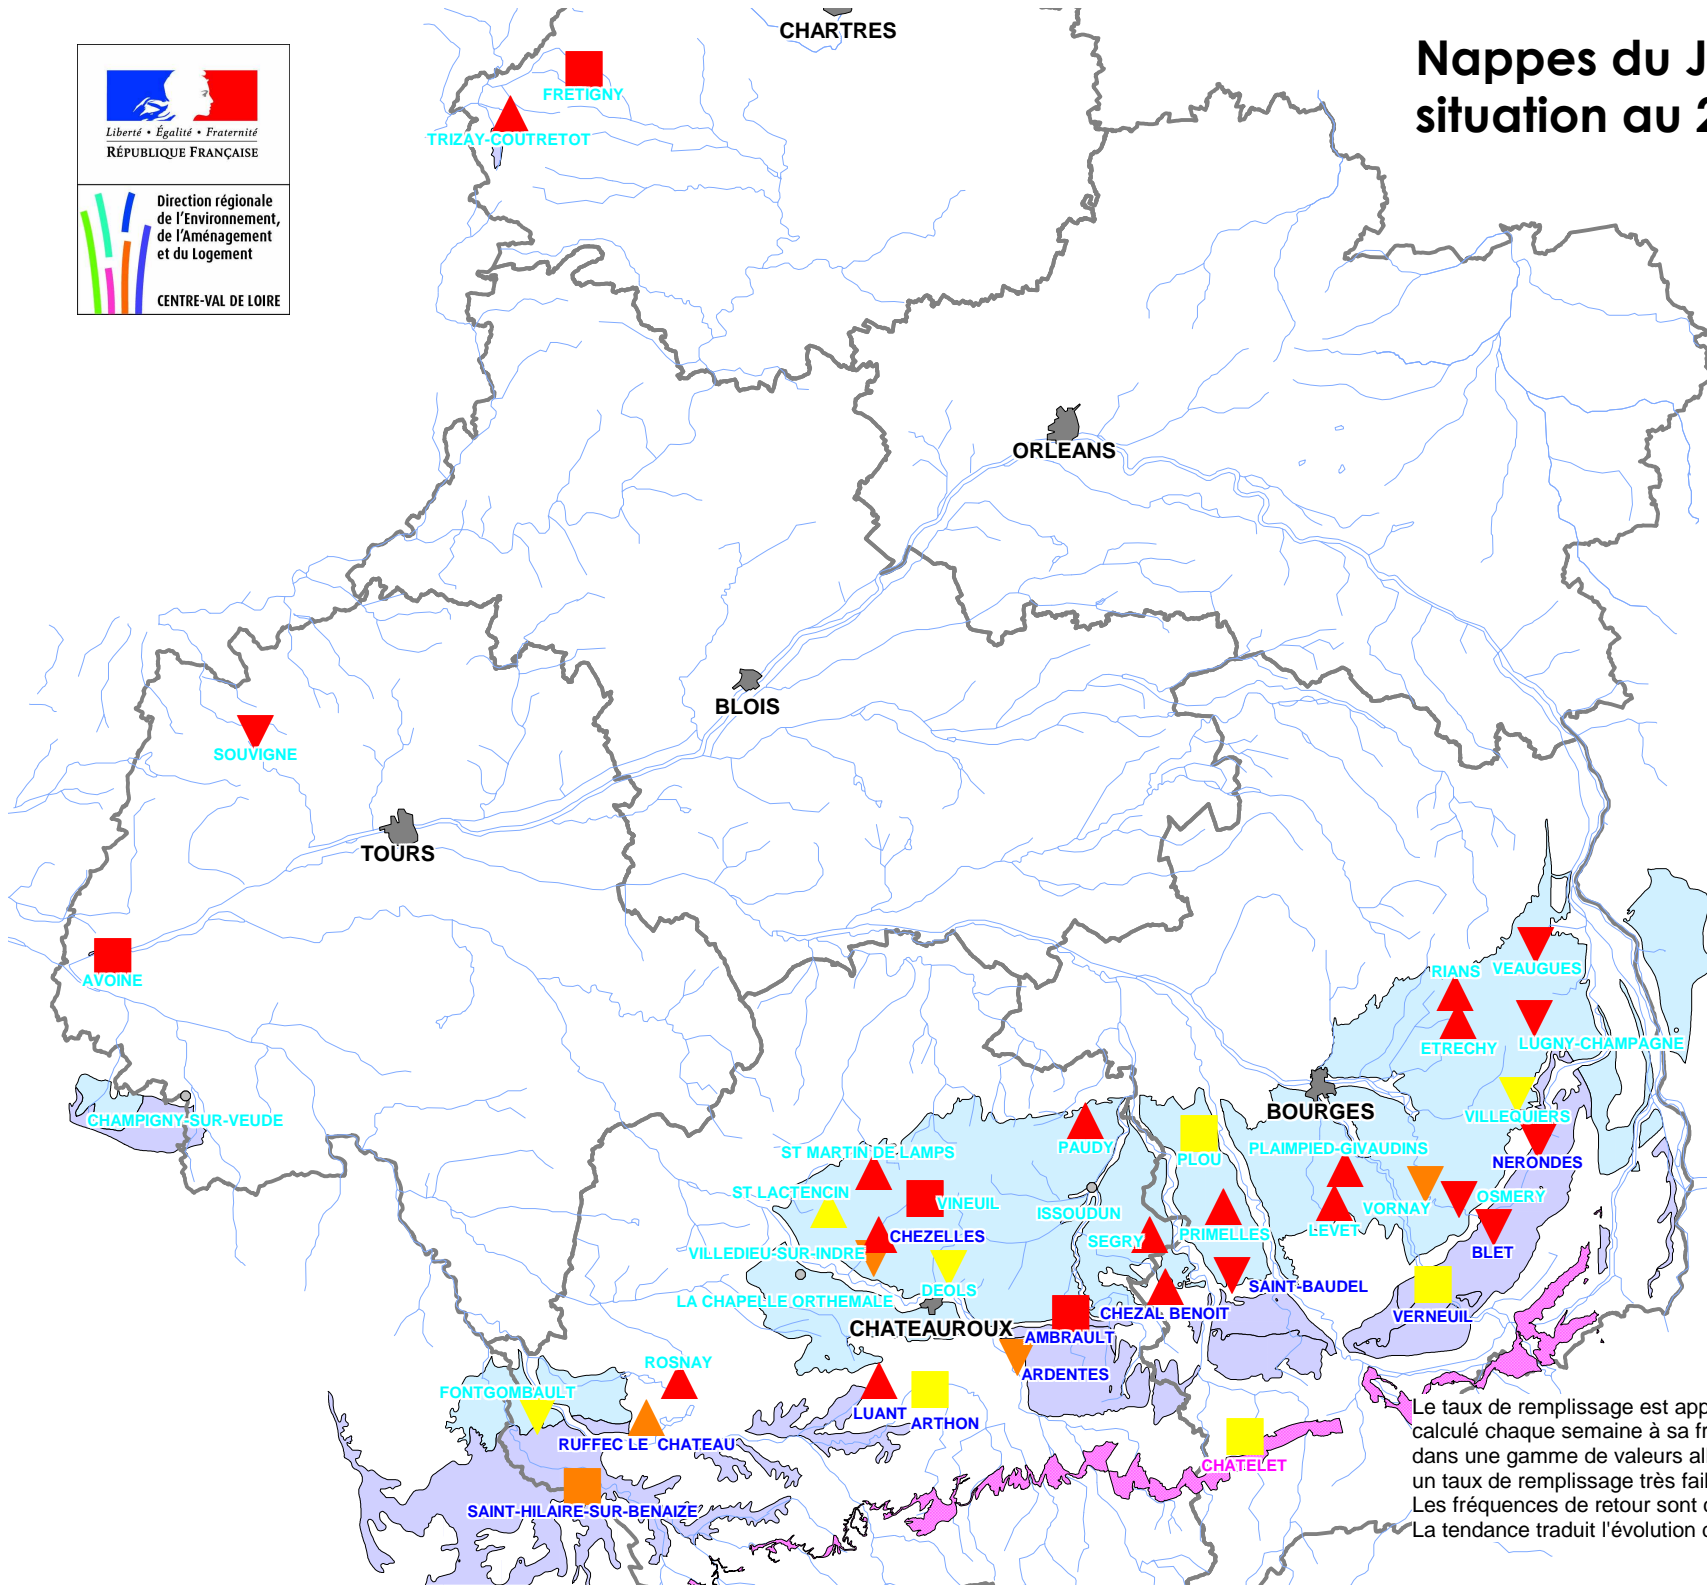 CHARTRES
Nappes du J
situation au 2
Liberté • Égalité • Fraternité
RÉPUBLIQUE FRANÇAISE
Direction régionale
de l'Environnement,
de l'Aménagement
et du Logement
CENTRE-VAL DE LOIRE
FRETIGNY
TRIZAY-COUTRETOT
ORLEANS
BLOIS
SOUVIGNE
TOURS
AVOINE
RIANS
VEAUGUES
ETRECHY
LUGNY-CHAMPAGNE
CHAMPIGNY-SUR-VEUDE
BOURGES
VILLEQUIERS
ST MARTIN DE LAMPS
PAUDY
PLOU
PLAIMPIED-GIVAUDINS
NERONDES
ST LACTENCIN
VINEUIL
ISSOUDUN
OSMERY
VORNAY
CHEZELLES
SEGRY
PRIMELLES
LEVET
VILLEDIEU-SUR-INDRE
BLET
DEOLS
SAINT-BAUDEL
LA CHAPELLE ORTHEMALE
CHEZAL BENOIT
VERNEUIL
CHATEAUROUX
AMBRAULT
ROSNAY
ARDENTES
FONTGOMBAULT
LUANT
ARTHON
RUFFEC LE CHATEAU
CHATELET
SAINT-HILAIRE-SUR-BENAIZE
Le taux de remplissage est app
calculé chaque semaine à sa fr
dans une gamme de valeurs all
un taux de remplissage très fail
Les fréquences de retour sont c
La tendance traduit l'évolution d